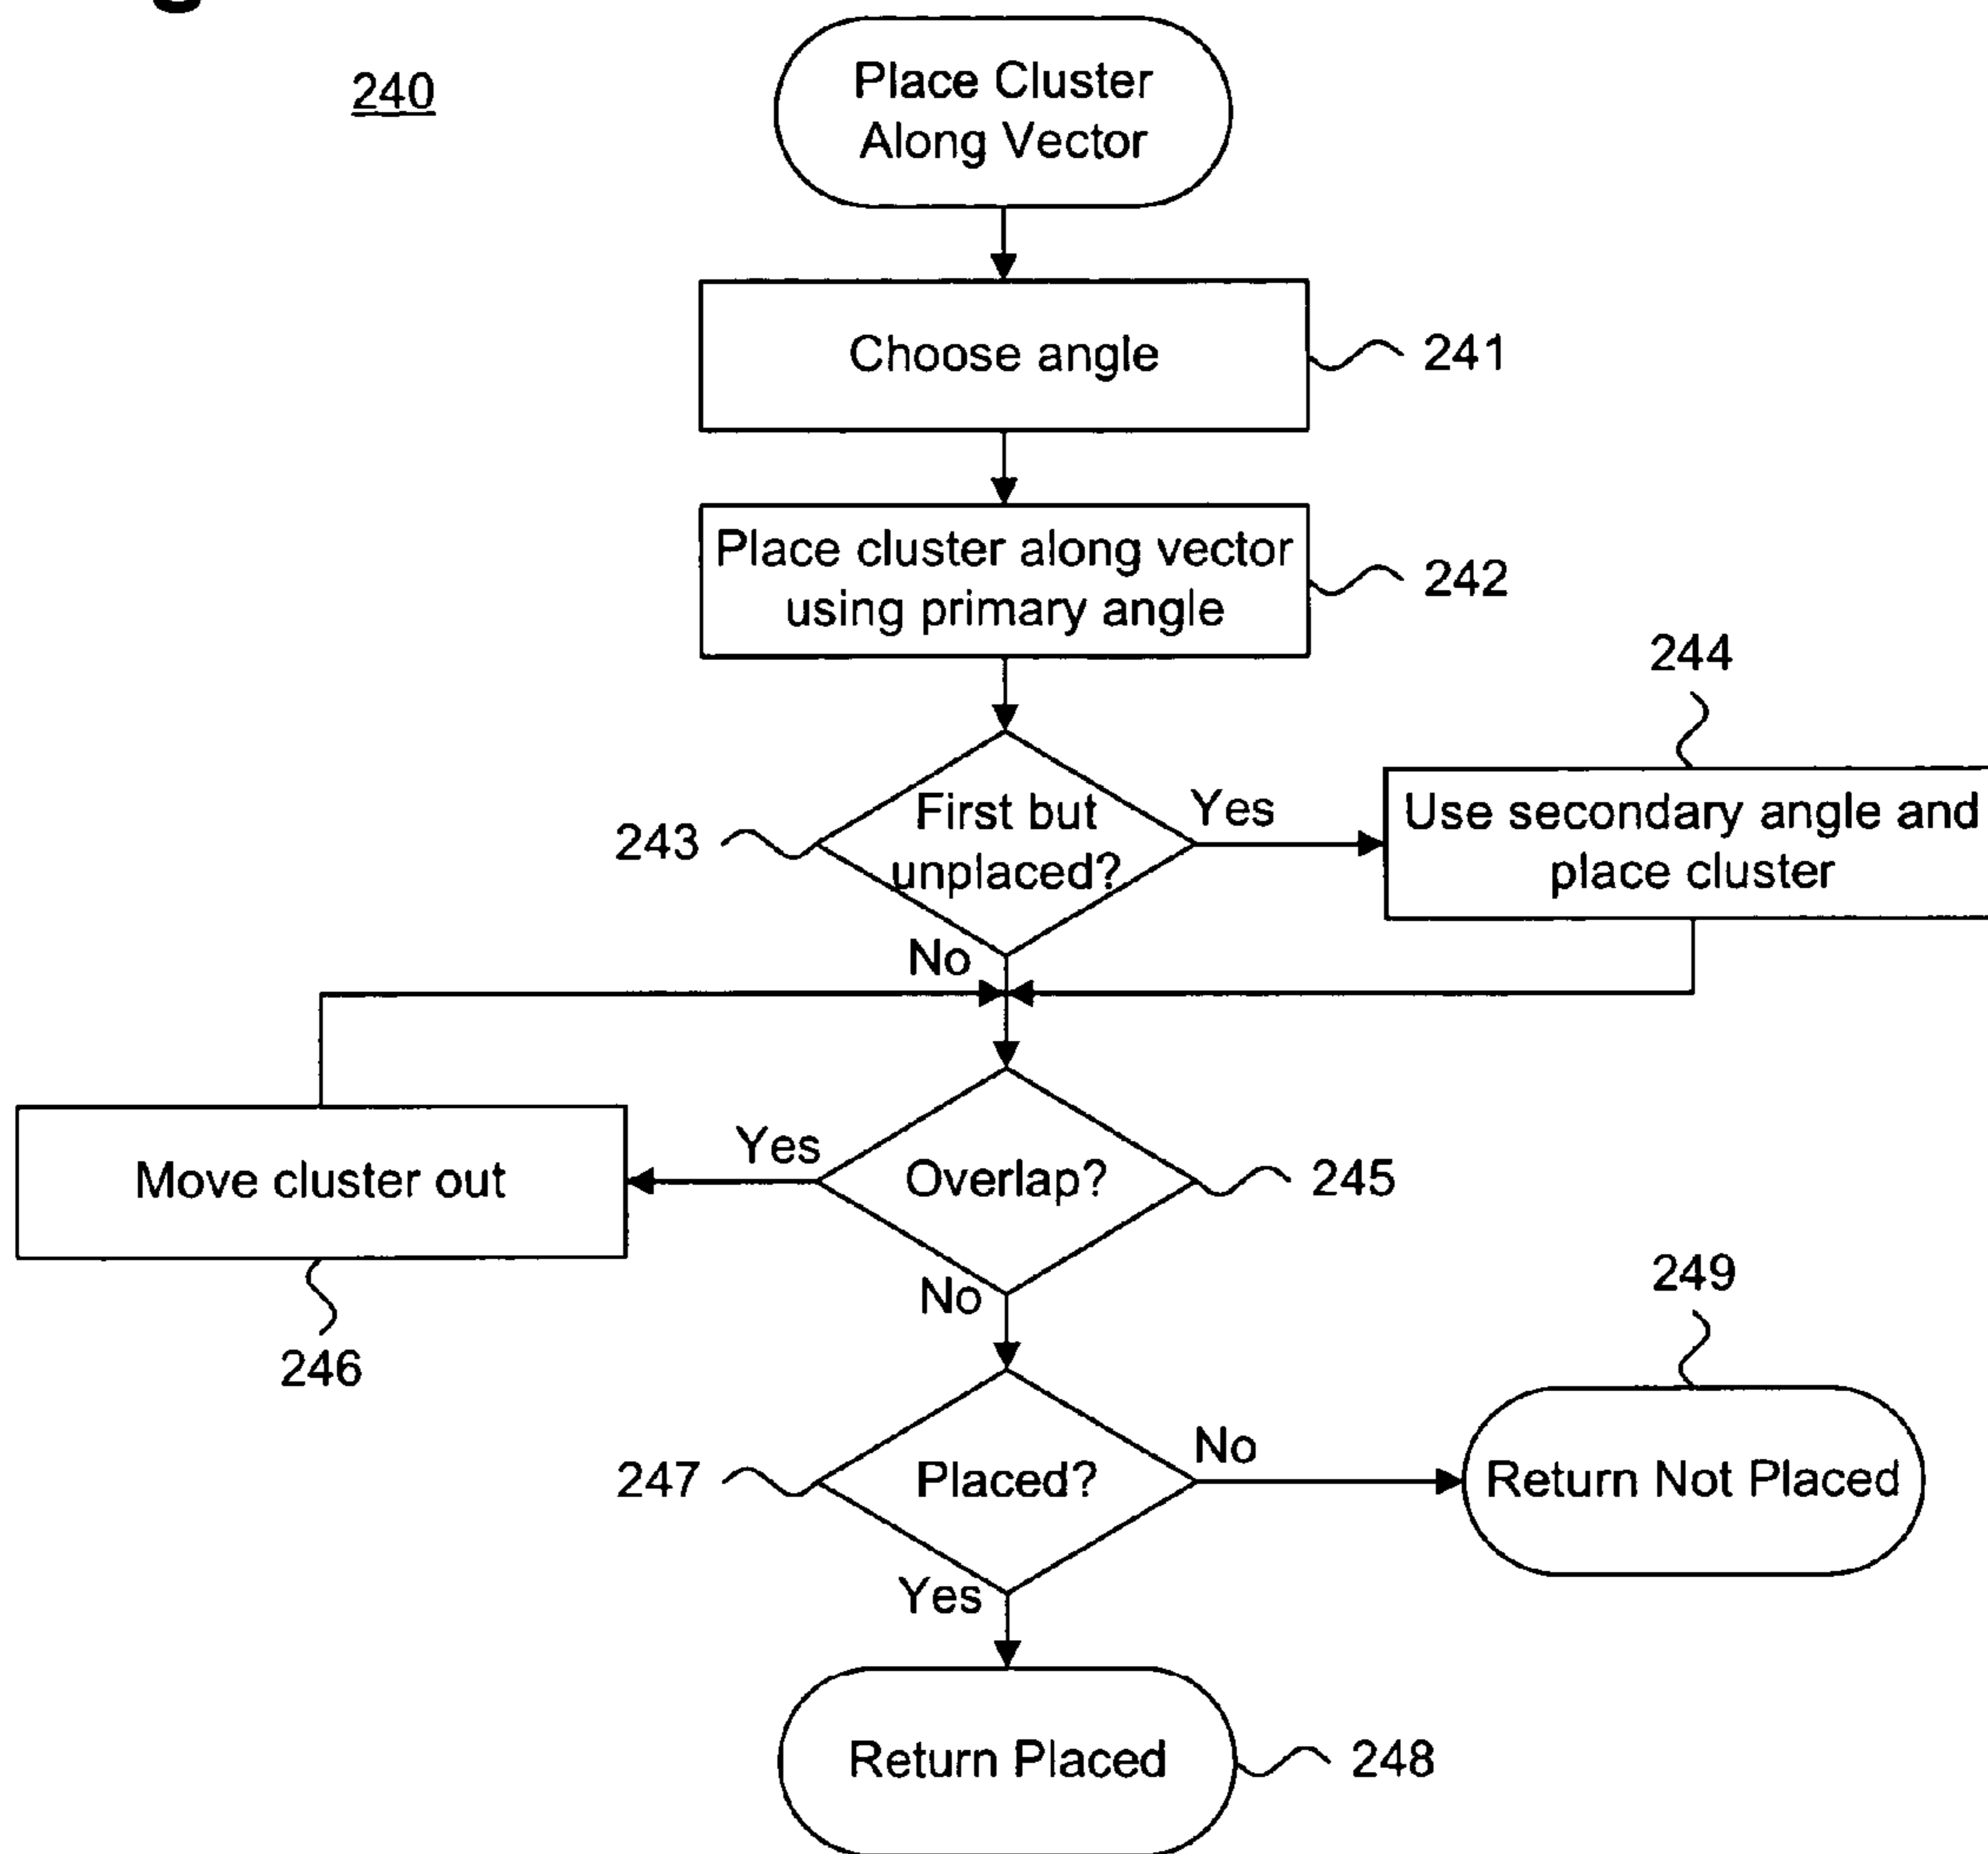 240
Place Cluster
Along Vector
Choose angle
241
Place cluster along vector
using primary angle
242
244
First but
unplaced?
243
Yes
Use secondary angle and
place cluster
No
Move cluster out
Yes
Overlap?
245
246
No
249
247
Placed?
No
Return Not Placed
Yes
Return Placed
248